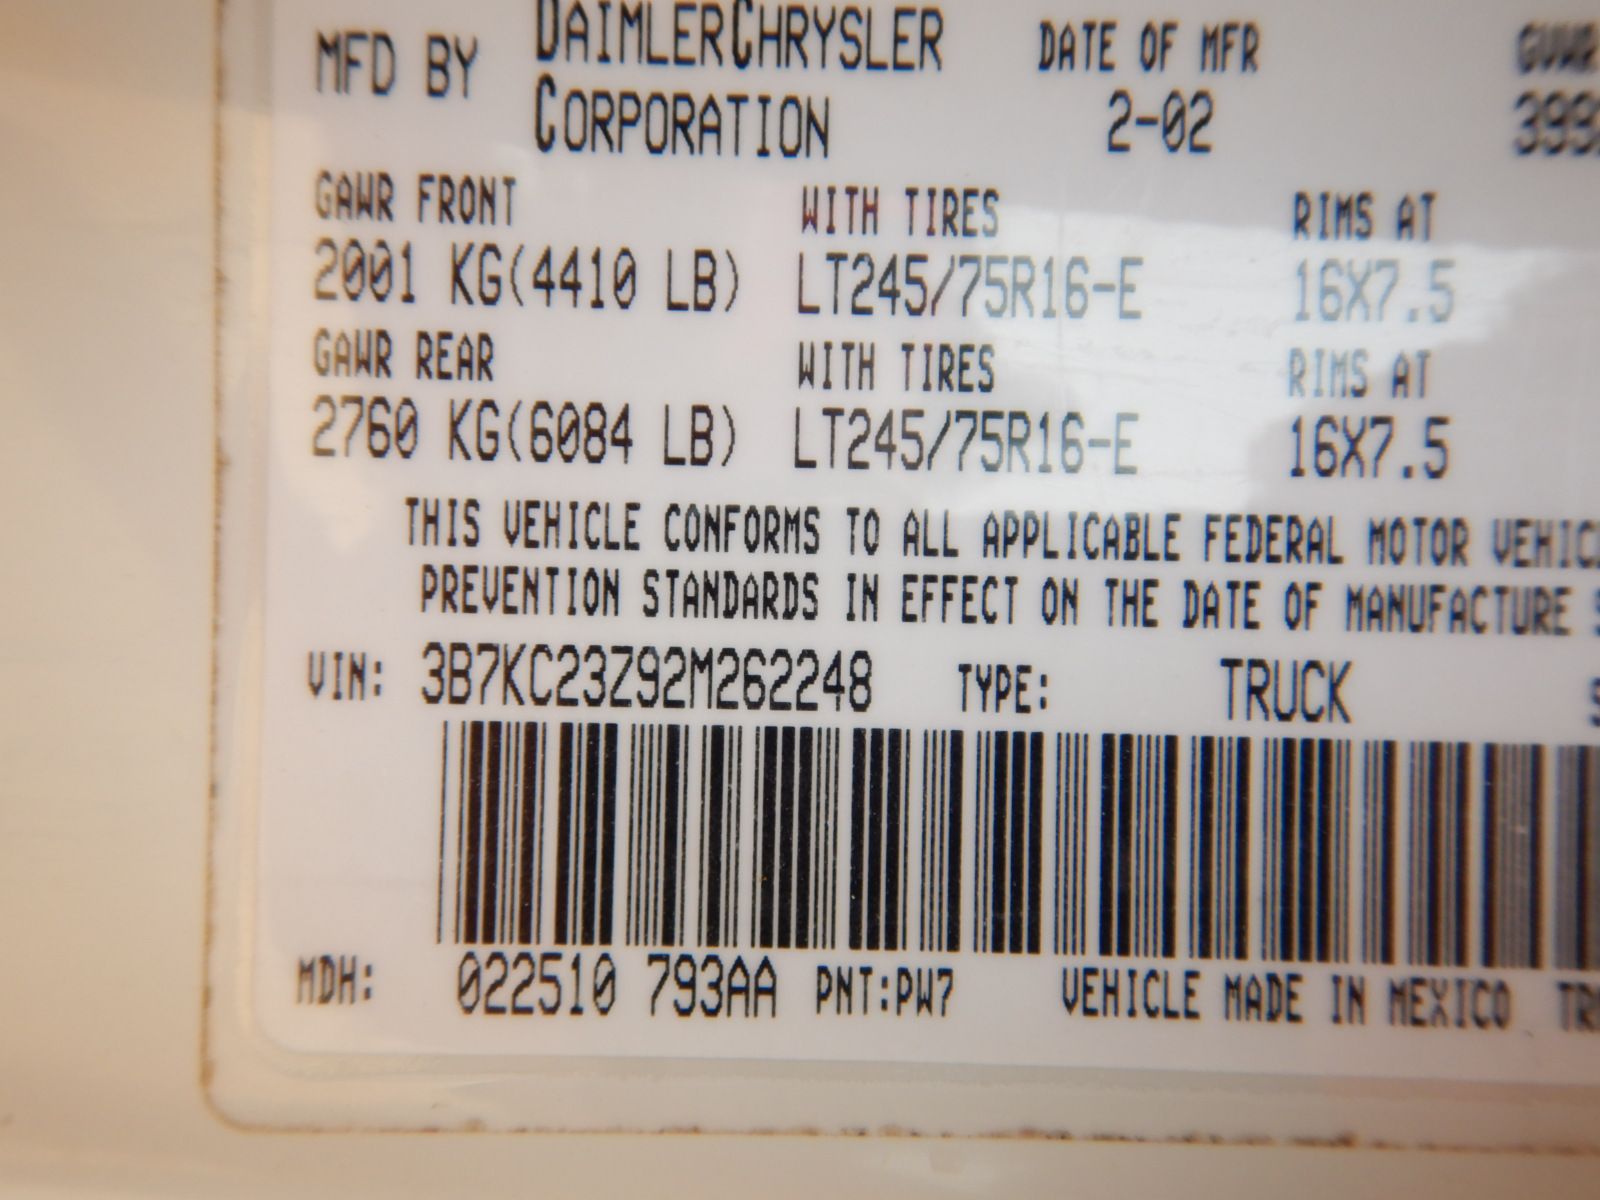 MFD BY DAIMLERCHRYSLER CORPORATION DATE OF MFR 2-02 GVWR
GAWR FRONT WITH TIRES RIMS AT
2001 KG(4410 LB) LT245/75R16-E 16X7.5
GAWR REAR WITH TIRES RIMS AT
2760 KG(6084 LB) LT245/75R16-E 16X7.5
THIS VEHICLE CONFORMS TO ALL APPLICABLE FEDERAL MOTOR
PREVENTION STANDARDS IN EFFECT ON THE DATE OF MANUFACTURE
VIN: 3B7KC23Z92M262248 TYPE: TRUCK
MDH: 022510 793AA PNT:PW7 VEHICLE MADE IN MEXICO